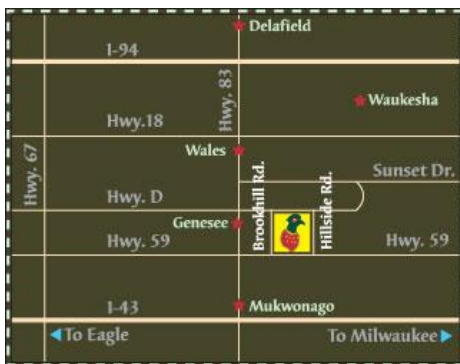 Delafield
I-94
Hwy. 83
Waukesha
Hwy.18
Wales
Hwy. 67
Brookhill Rd.
Hillside Rd.
Sunset Dr.
Hwy. D
Genesee
Hwy. 59
Hwy. 59
I-43
Mukwonago
To Eagle
To Milwaukee